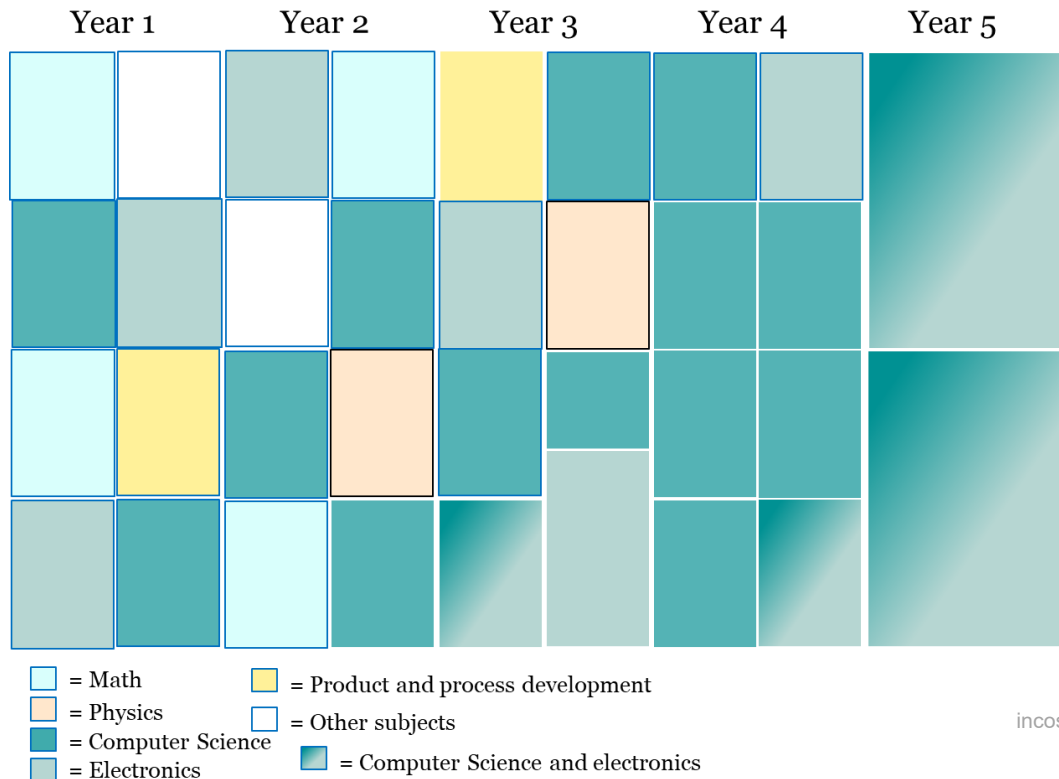 Year 1 Year 2 Year 3 Year 4 Year 5
= Math
= Product and process development
= Physics
= Other subjects
incos
= Computer Science
= Computer Science and electronics
= Electronics